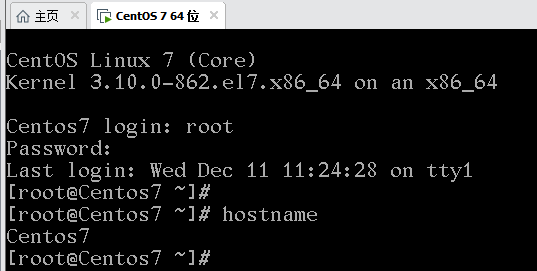 主页 CentOS 7 64 位
CentOS Linux 7 (Core)
Kernel 3.10.0-862.el7.x86_64 on an x86_64
Centos7 login: root
Password:
Last login: Wed Dec 11 11:24:28 on tty1
[root@Centos7 ~]#
[root@Centos7 ~]# hostname
Centos7
[root@Centos7 ~]#